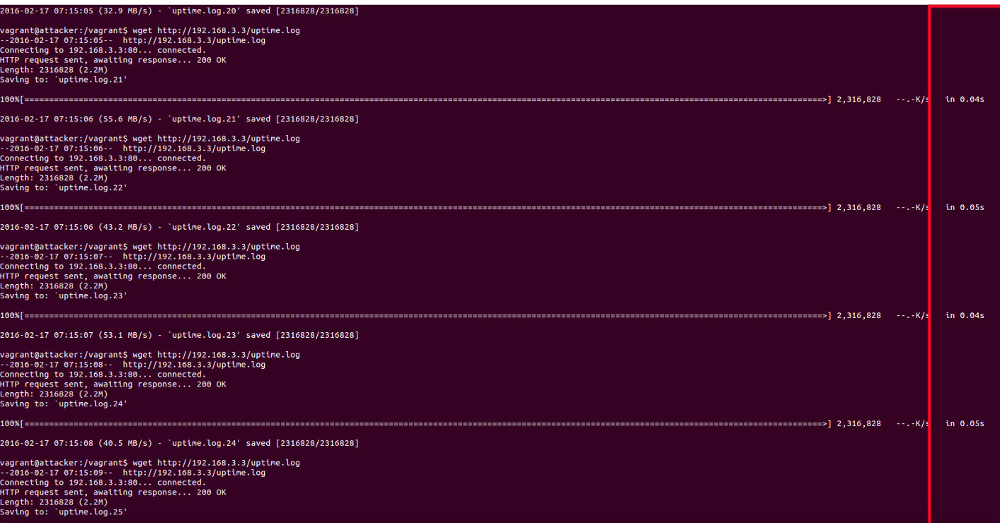 2016-02-17 07:15:05 (32.9 MB/s) - `uptime.log.20' saved [2316828/2316828]
vagrant@attacker:/vagrant$ wget http://192.168.3.3/uptime.log
--2016-02-17 07:15:05--  http://192.168.3.3/uptime.log
Connecting to 192.168.3.3:80... connected.
HTTP request sent, awaiting response... 200 OK
Length: 2316828 (2.2M)
Saving to: `uptime.log.21'
100%[======================================>] 2,316,828   --.-K/s   in 0.04s
2016-02-17 07:15:06 (55.6 MB/s) - `uptime.log.21' saved [2316828/2316828]
vagrant@attacker:/vagrant$ wget http://192.168.3.3/uptime.log
--2016-02-17 07:15:06--  http://192.168.3.3/uptime.log
Connecting to 192.168.3.3:80... connected.
HTTP request sent, awaiting response... 200 OK
Length: 2316828 (2.2M)
Saving to: `uptime.log.22'
100%[======================================>] 2,316,828   --.-K/s   in 0.05s
2016-02-17 07:15:06 (43.2 MB/s) - `uptime.log.22' saved [2316828/2316828]
vagrant@attacker:/vagrant$ wget http://192.168.3.3/uptime.log
--2016-02-17 07:15:07--  http://192.168.3.3/uptime.log
Connecting to 192.168.3.3:80... connected.
HTTP request sent, awaiting response... 200 OK
Length: 2316828 (2.2M)
Saving to: `uptime.log.23'
100%[======================================>] 2,316,828   --.-K/s   in 0.04s
2016-02-17 07:15:07 (53.1 MB/s) - `uptime.log.23' saved [2316828/2316828]
vagrant@attacker:/vagrant$ wget http://192.168.3.3/uptime.log
--2016-02-17 07:15:08--  http://192.168.3.3/uptime.log
Connecting to 192.168.3.3:80... connected.
HTTP request sent, awaiting response... 200 OK
Length: 2316828 (2.2M)
Saving to: `uptime.log.24'
100%[======================================>] 2,316,828   --.-K/s   in 0.05s
2016-02-17 07:15:08 (40.5 MB/s) - `uptime.log.24' saved [2316828/2316828]
vagrant@attacker:/vagrant$ wget http://192.168.3.3/uptime.log
--2016-02-17 07:15:09--  http://192.168.3.3/uptime.log
Connecting to 192.168.3.3:80... connected.
HTTP request sent, awaiting response... 200 OK
Length: 2316828 (2.2M)
Saving to: `uptime.log.25'